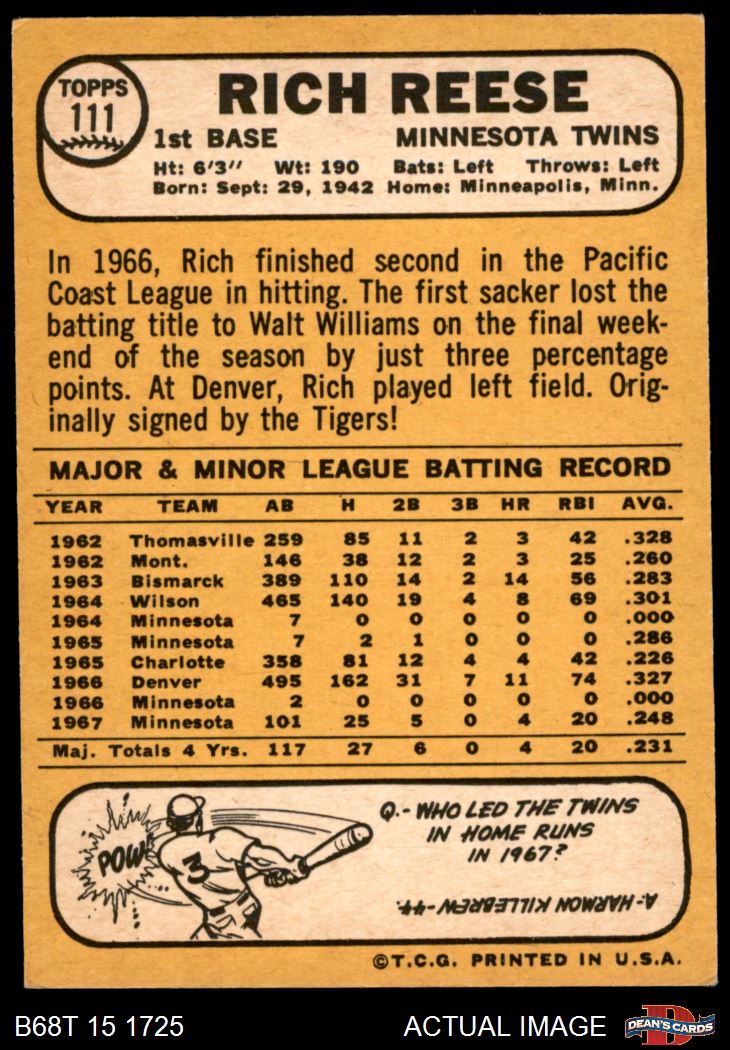 TOPPS
111
RICH REESE
1st BASE MINNESOTA TWINS
Ht: 6'3" Wt: 190 Bats: Left Throws: Left
Born: Sept: 29, 1942 Home: Minneapolis, Minn.
In 1966, Rich finished second in the Pacific
Coast League in hitting. The first sacker lost the
batting title to Walt Williams on the final week-
end of the season by just three percentage
points. At Denver, Rich played left field. Orig-
inally signed by the Tigers!
MAJOR & MINOR LEAGUE BATTING RECORD
YEAR TEAM AB H 2B 3B HR RBI AVG.
1962 Thomasville 259 85 11 2 3 42 .328
1962 Mont. 146 38 12 2 3 25 .260
1963 Bismarck 389 110 14 2 14 56 .283
1964 Wilson 465 140 19 4 8 69 .301
1964 Minnesota 7 0 0 0 0 0 .000
1965 Minnesota 7 2 1 0 0 0 .286
1965 Charlotte 358 81 12 4 4 42 .226
1966 Denver 495 162 31 7 11 74 .327
1966 Minnesota 2 0 0 0 0 0 .000
1967 Minnesota 101 25 5 0 4 20 .248
Maj. Totals 4 Yrs. 117 27 6 0 4 20 .231
POW!
3
Q.- WHO LED THE TWINS
IN HOME RUNS
IN 1967?
A- HARMON KILLEBREW -44.
©T.C.G. PRINTED IN U.S.A.
B68T 15 1725 ACTUAL IMAGE
D
DEAN'S CARDS